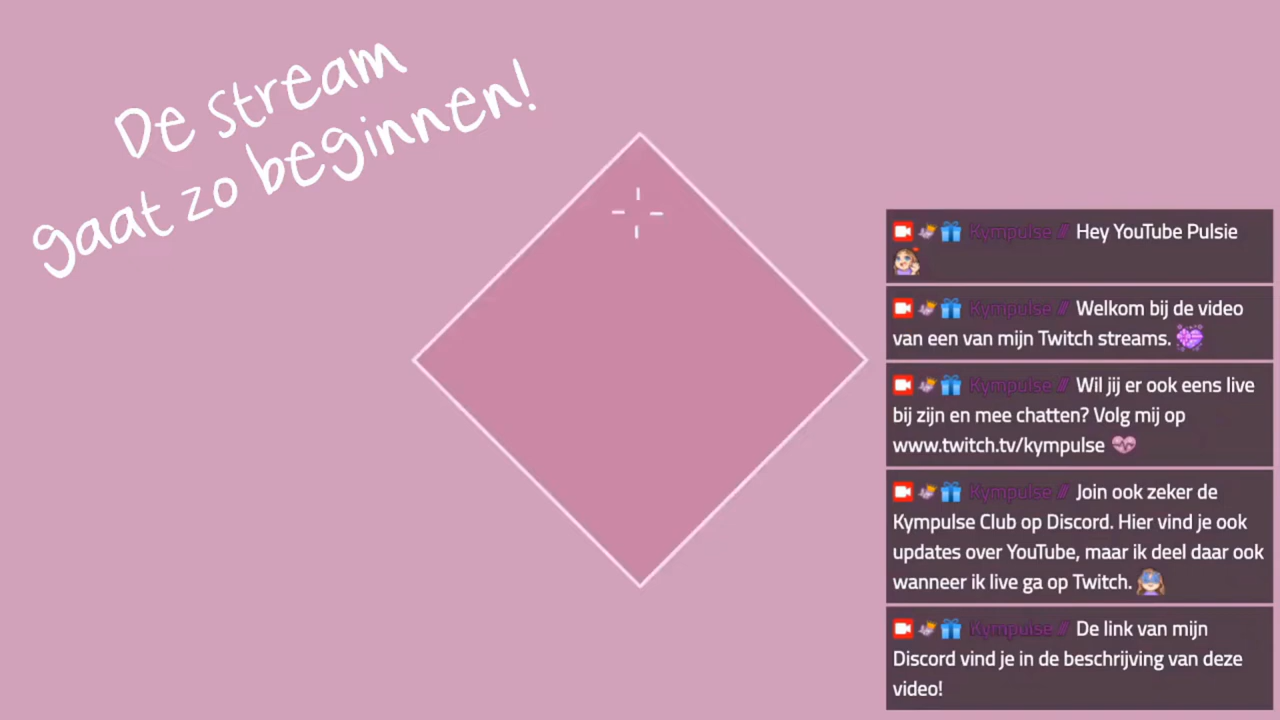 De stream
gaat zo beginnen!
Kympulse // Hey YouTube Pulsie
Kympulse // Welkom bij de video
van een van mijn Twitch streams.
Kympulse // Wil jij er ook eens live
bij zijn en mee chatten? Volg mij op
www.twitch.tv/kympulse
Kympulse // Join ook zeker de
Kympulse Club op Discord. Hier vind je ook
updates over YouTube, maar ik deel daar ook
wanneer ik live ga op Twitch.
Kympulse // De link van mijn
Discord vind je in de beschrijving van deze
video!